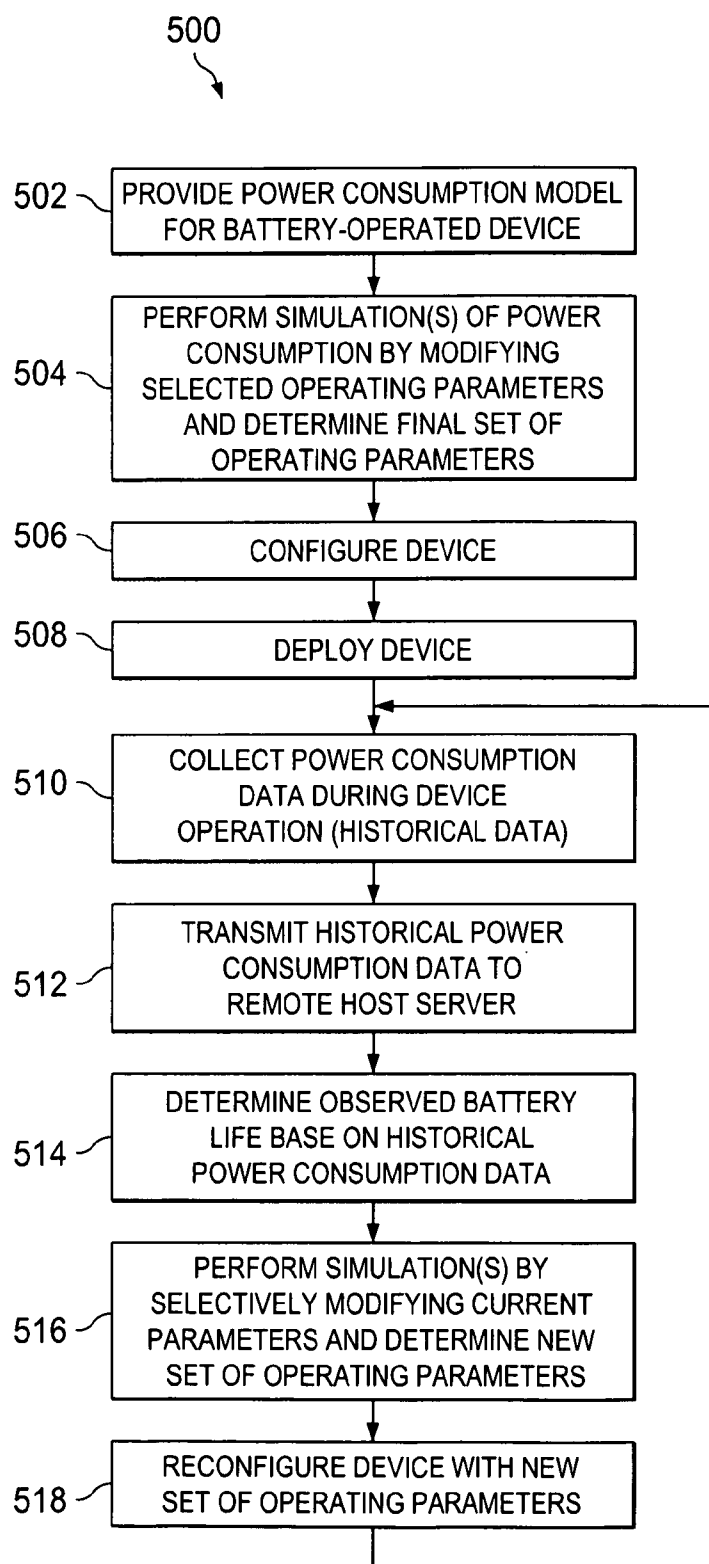 500
502
PROVIDE POWER CONSUMPTION MODEL
FOR BATTERY-OPERATED DEVICE
504
PERFORM SIMULATION(S) OF POWER
CONSUMPTION BY MODIFYING
SELECTED OPERATING PARAMETERS
AND DETERMINE FINAL SET OF
OPERATING PARAMETERS
506
CONFIGURE DEVICE
508
DEPLOY DEVICE
510
COLLECT POWER CONSUMPTION
DATA DURING DEVICE
OPERATION (HISTORICAL DATA)
512
TRANSMIT HISTORICAL POWER
CONSUMPTION DATA TO
REMOTE HOST SERVER
514
DETERMINE OBSERVED BATTERY
LIFE BASE ON HISTORICAL
POWER CONSUMPTION DATA
516
PERFORM SIMULATION(S) BY
SELECTIVELY MODIFYING CURRENT
PARAMETERS AND DETERMINE NEW
SET OF OPERATING PARAMETERS
518
RECONFIGURE DEVICE WITH NEW
SET OF OPERATING PARAMETERS